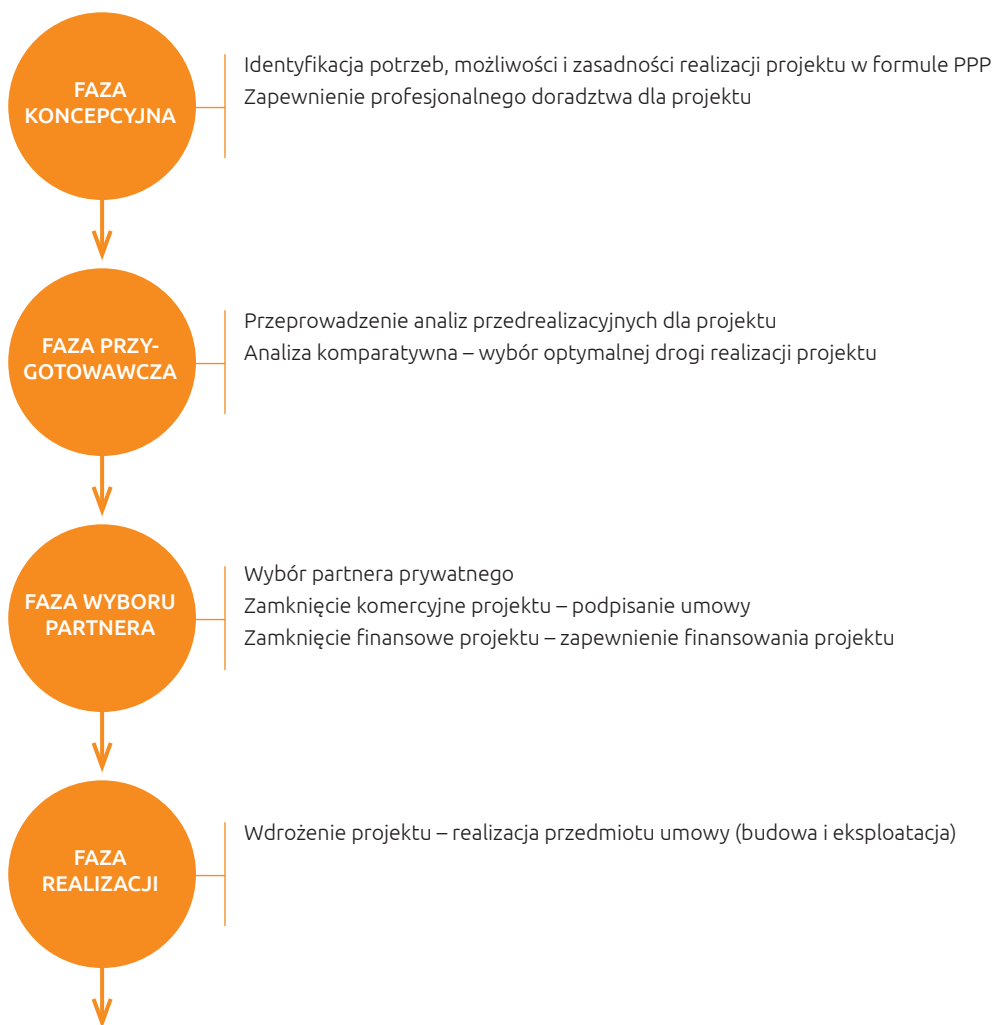 FAZA
KONCEPCYJNA
Identyfikacja potrzeb, możliwości i zasadności realizacji projektu w formule PPP
Zapewnienie profesjonalnego doradztwa dla projektu
FAZA PRZY-
GOTOWAWCZA
Przeprowadzenie analiz przedrealizacyjnych dla projektu
Analiza komparatywna – wybór optymalnej drogi realizacji projektu
FAZA WYBORU
PARTNERA
Wybór partnera prywatnego
Zamknięcie komercyjne projektu – podpisanie umowy
Zamknięcie finansowe projektu – zapewnienie finansowania projektu
FAZA
REALIZACJI
Wdrożenie projektu – realizacja przedmiotu umowy (budowa i eksploatacja)